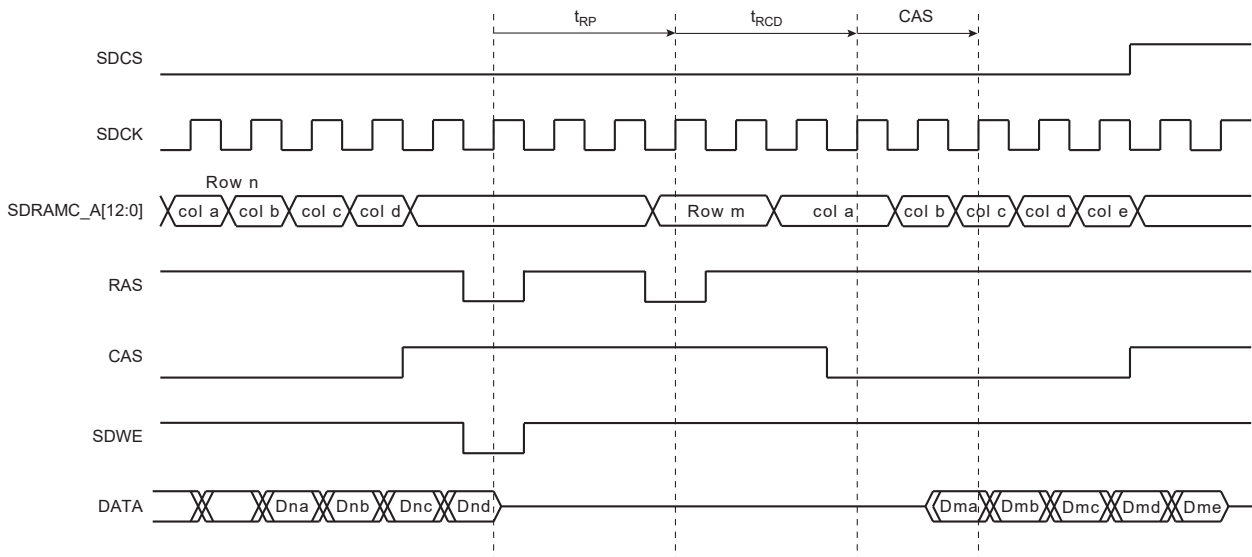 tRP tRCD CAS
SDCS
SDCK
Row n
SDRAMC_A[12:0] col a col b col c col d Row m col a col b col c col d col e
RAS
CAS
SDWE
DATA Dna Dnb Dnc Dnd Dma Dmb Dmc Dmd Dme